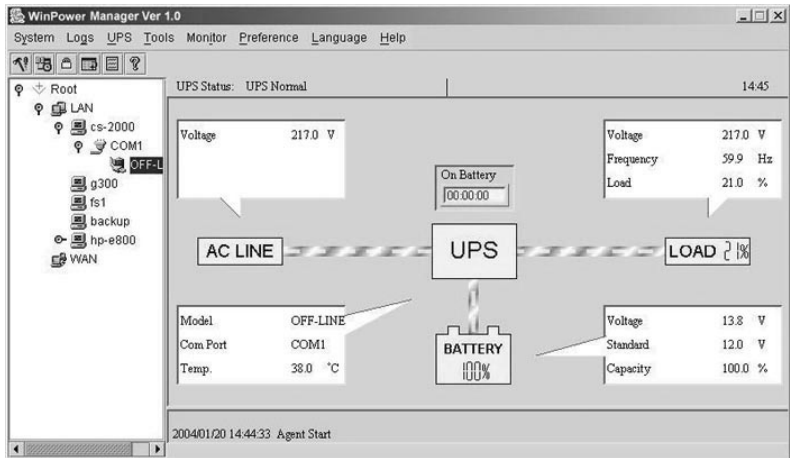 WinPower Manager Ver 1.0
System Logs UPS Tools Monitor Preference Language Help
Root
LAN
cs-2000
COM1
OFF-L
g300
fs1
backup
hp-e800
WAN
UPS Status: UPS Normal 14:45
Voltage 217.0 V
On Battery
00:00:00
Voltage 217.0 V
Frequency 59.9 Hz
Load 21.0 %
AC LINE
UPS
LOAD 21%
Model OFF-LINE
Com Port COM1
Temp. 38.0 °C
BATTERY
100%
Voltage 13.8 V
Standard 12.0 V
Capacity 100.0 %
2004/01/20 14:44:33 Agent Start